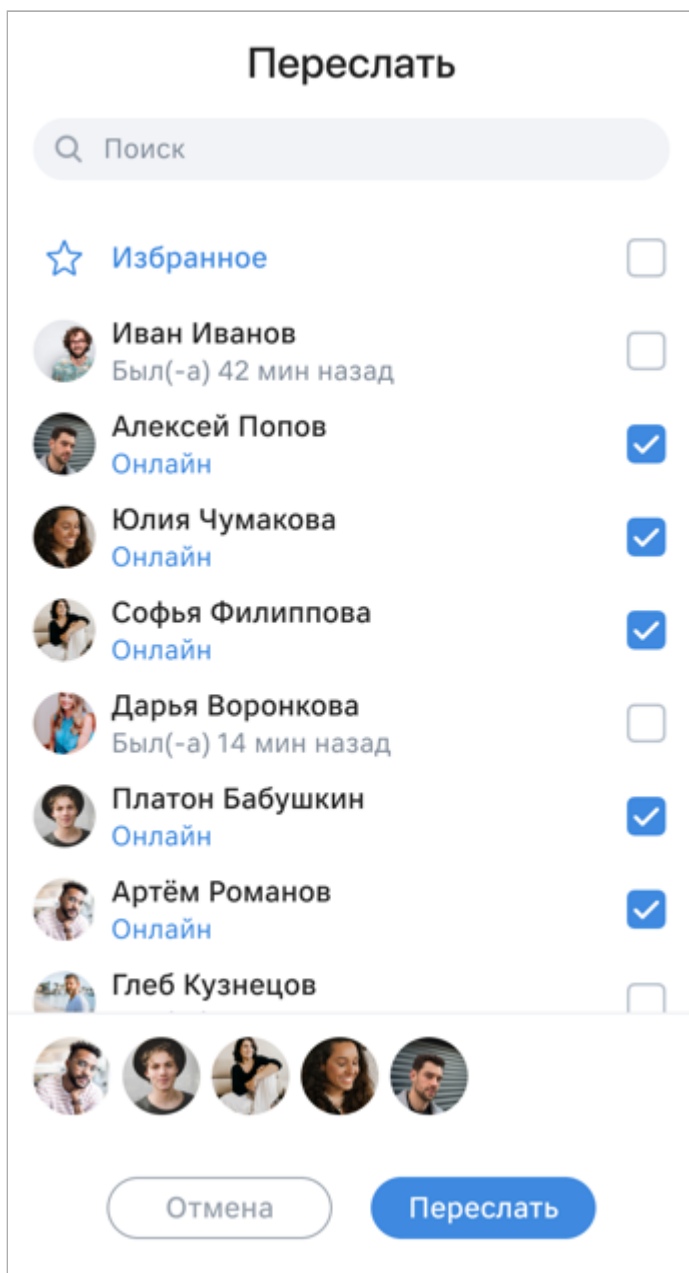 Переслать
Поиск
Избранное
Иван Иванов
Был(-а) 42 мин назад
Алексей Попов
Онлайн
Юлия Чумакова
Онлайн
Софья Филиппова
Онлайн
Дарья Воронкова
Был(-а) 14 мин назад
Платон Бабушкин
Онлайн
Артём Романов
Онлайн
Глеб Кузнецов
Отмена
Переслать